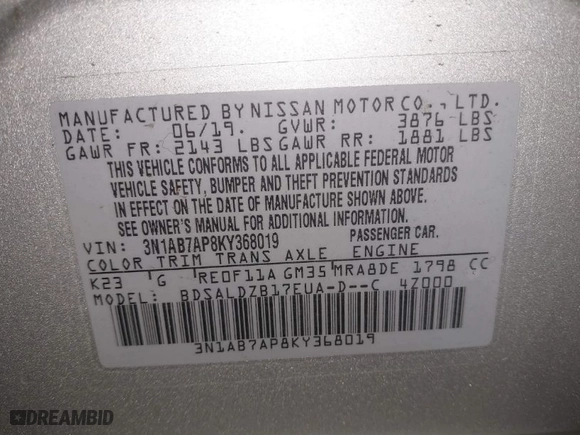 MANUFACTURED BY NISSAN MOTOR CO., LTD.
DATE: 06/19. GVWR: 3876 LBS
GAWR FR: 2143 LBS GAWR RR: 1881 LBS
THIS VEHICLE CONFORMS TO ALL APPLICABLE FEDERAL MOTOR
VEHICLE SAFETY, BUMPER AND THEFT PREVENTION STANDARDS
IN EFFECT ON THE DATE OF MANUFACTURE SHOWN ABOVE.
SEE OWNER'S MANUAL FOR ADDITIONAL INFORMATION.
VIN: 3N1AB7AP8KY368019 PASSENGER CAR.
COLOR TRIM TRANS AXLE ENGINE
K23 G RE0F11A GM35 MRA8DE 1798 CC
MODEL: BDSALDZB17EUA-D--C 4Z000
3N1AB7AP8KY368019
DREAMBID